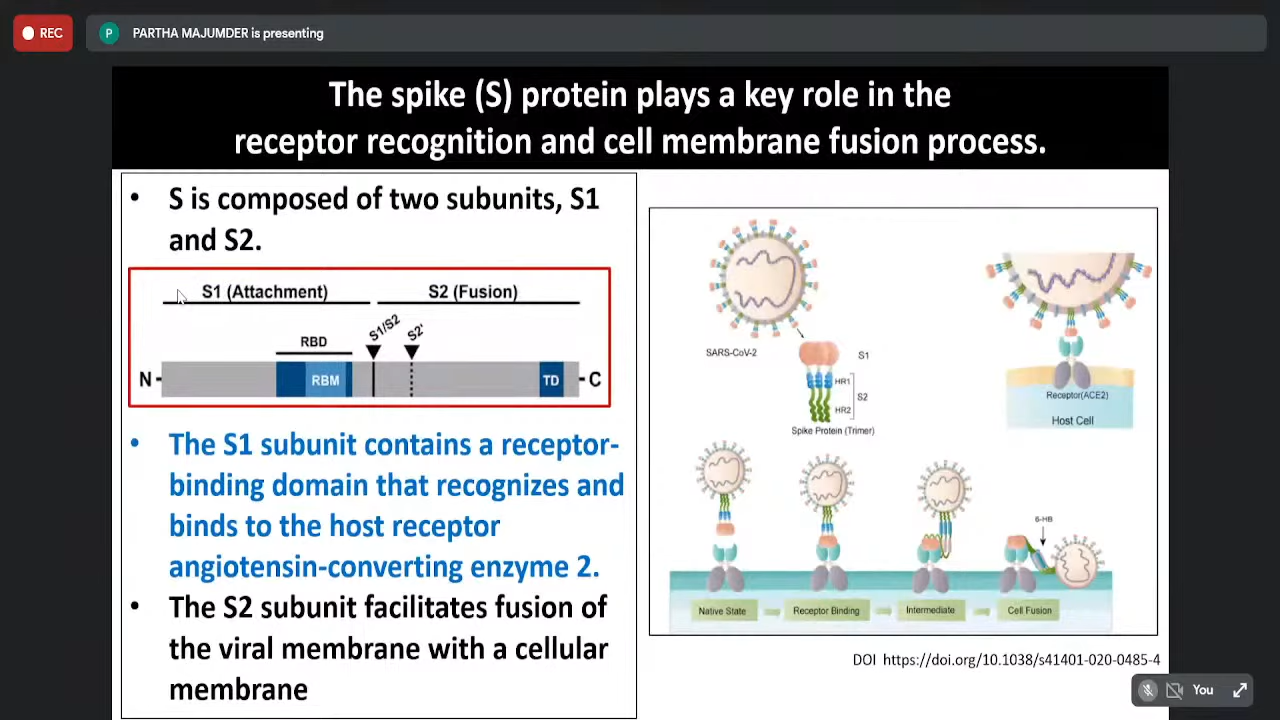 REC
P PARTHA MAJUMDER is presenting
The spike (S) protein plays a key role in the
receptor recognition and cell membrane fusion process.
• S is composed of two subunits, S1
and S2.
S1 (Attachment) S2 (Fusion)
RBD S1/S2 S2'
N RBM TD C
• The S1 subunit contains a receptor-
binding domain that recognizes and
binds to the host receptor
angiotensin-converting enzyme 2.
• The S2 subunit facilitates fusion of
the viral membrane with a cellular
membrane
SARS-CoV-2
S1
HR1
S2
HR2
Spike Protein (Trimer)
Receptor(ACE2)
Host Cell
6-HB
Native State Receptor Binding Intermediate Cell Fusion
DOI https://doi.org/10.1038/s41401-020-0485-4
You